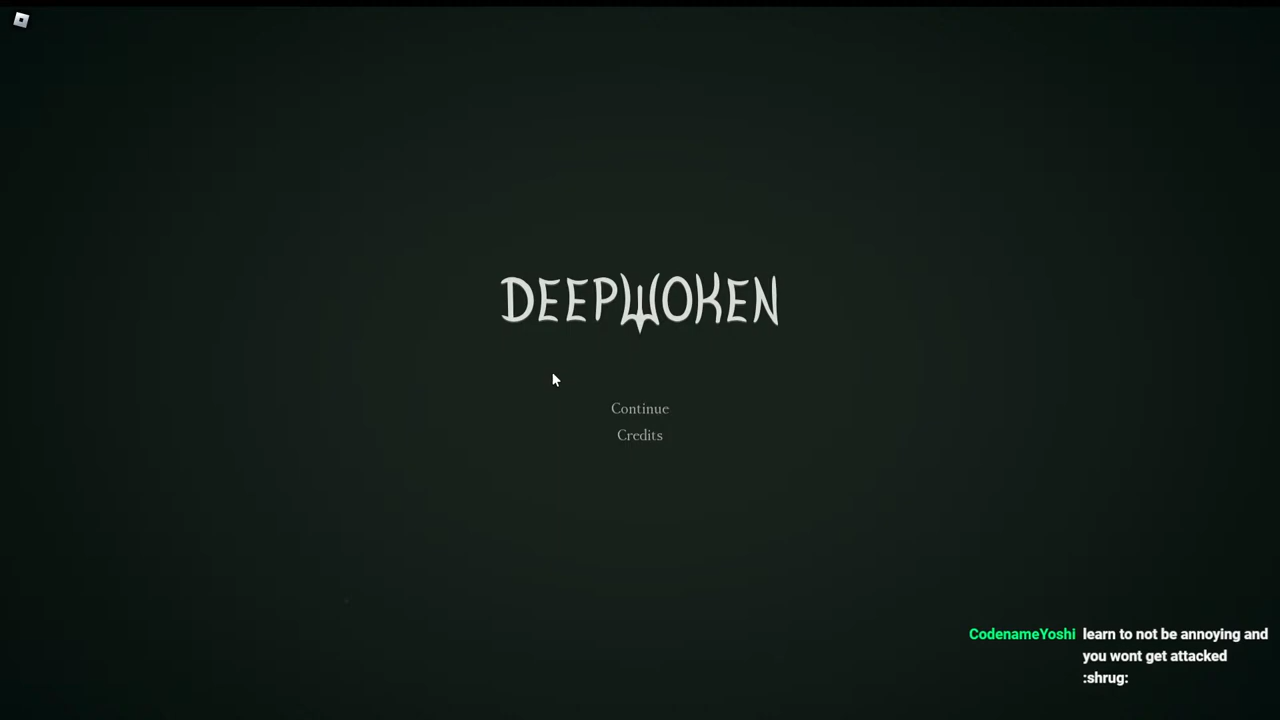 DEEPWOKEN
Continue
Credits
CodenameYoshi learn to not be annoying and
you wont get attacked
:shrug: